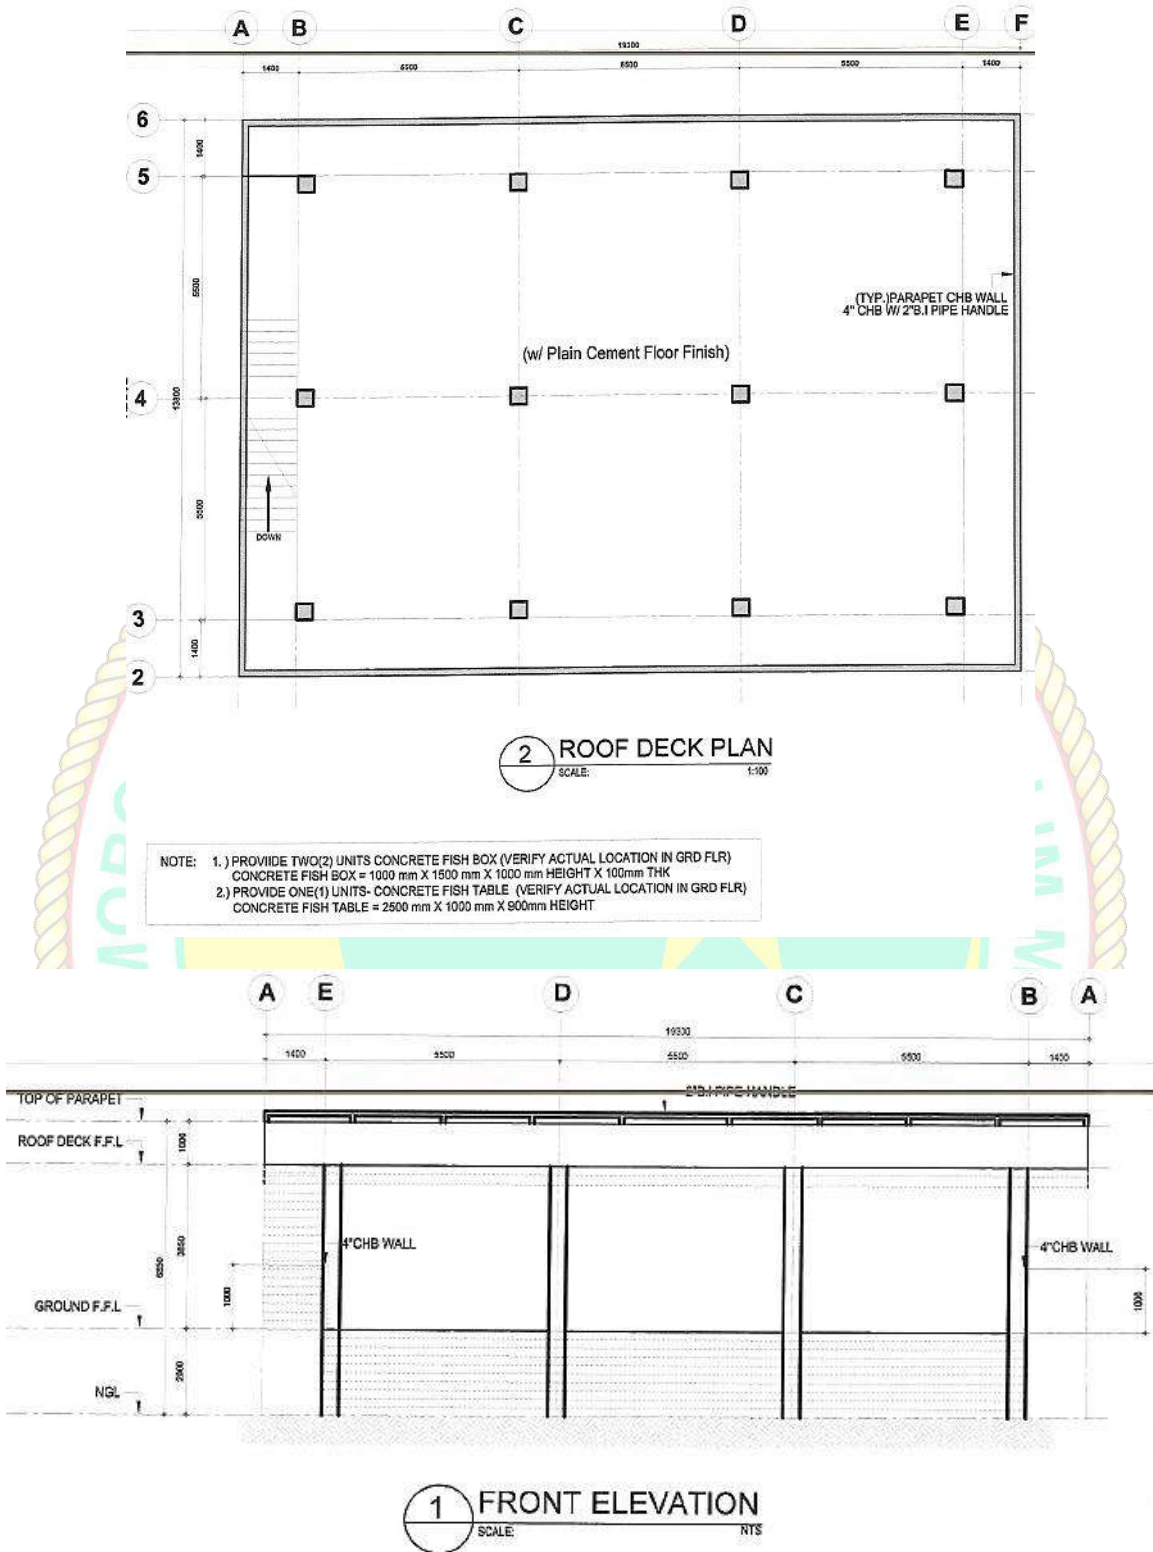 A B C D E F
19300
1400 5500 5500 5500 1400
6
1400
5
5500
(TYP.)PARAPET CHB WALL
4" CHB W/ 2"B.I PIPE HANDLE
(w/ Plain Cement Floor Finish)
4
13800
5500
DOWN
3
1400
2
2 ROOF DECK PLAN
SCALE: 1:100
NOTE: 1. ) PROVIIDE TWO(2) UNITS CONCRETE FISH BOX (VERIFY ACTUAL LOCATION IN GRD FLR)
CONCRETE FISH BOX = 1000 mm X 1500 mm X 1000 mm HEIGHT X 100mm THK
2.) PROVIDE ONE(1) UNITS- CONCRETE FISH TABLE (VERIFY ACTUAL LOCATION IN GRD FLR)
CONCRETE FISH TABLE = 2500 mm X 1000 mm X 900mm HEIGHT
A E D C B A
19300
1400 5500 5500 5500 1400
2"B.I PIPE HANDLE
TOP OF PARAPET
ROOF DECK F.F.L
1000
4"CHB WALL
4"CHB WALL
3850
1000
1000
GROUND F.F.L
2000
NGL
1 FRONT ELEVATION
SCALE: NTS